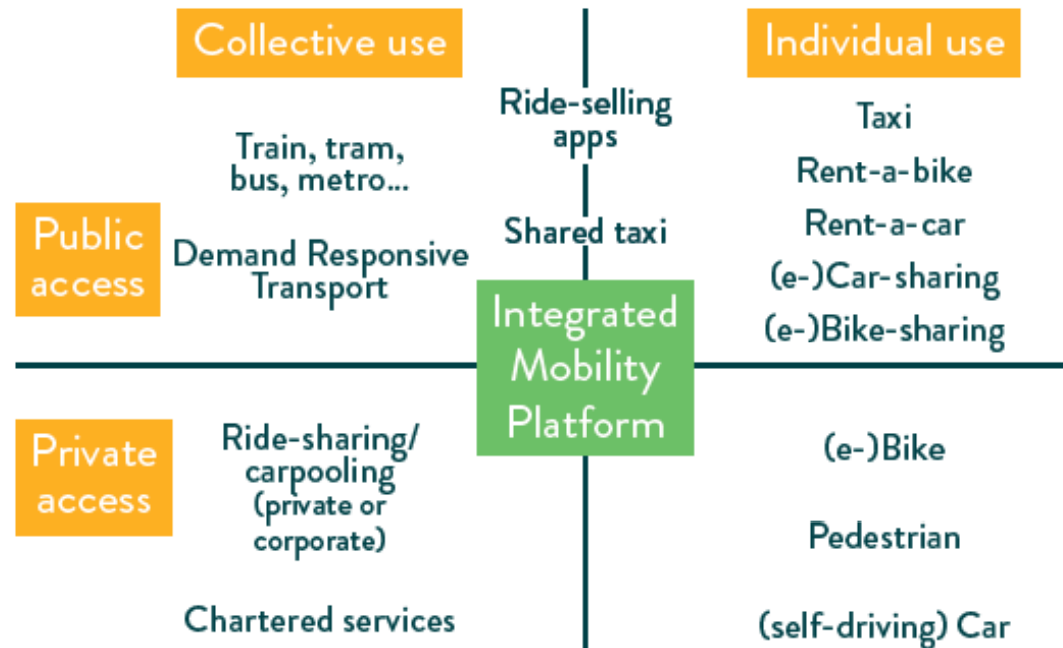 Collective use
Individual use
Public
access
Train, tram,
bus, metro...
Demand Responsive
Transport
Ride-selling
apps
Shared taxi
Taxi
Rent-a-bike
Rent-a-car
(e-)Car-sharing
(e-)Bike-sharing
Integrated
Mobility
Platform
Private
access
Ride-sharing/
carpooling
(private or
corporate)
Chartered services
(e-)Bike
Pedestrian
(self-driving) Car